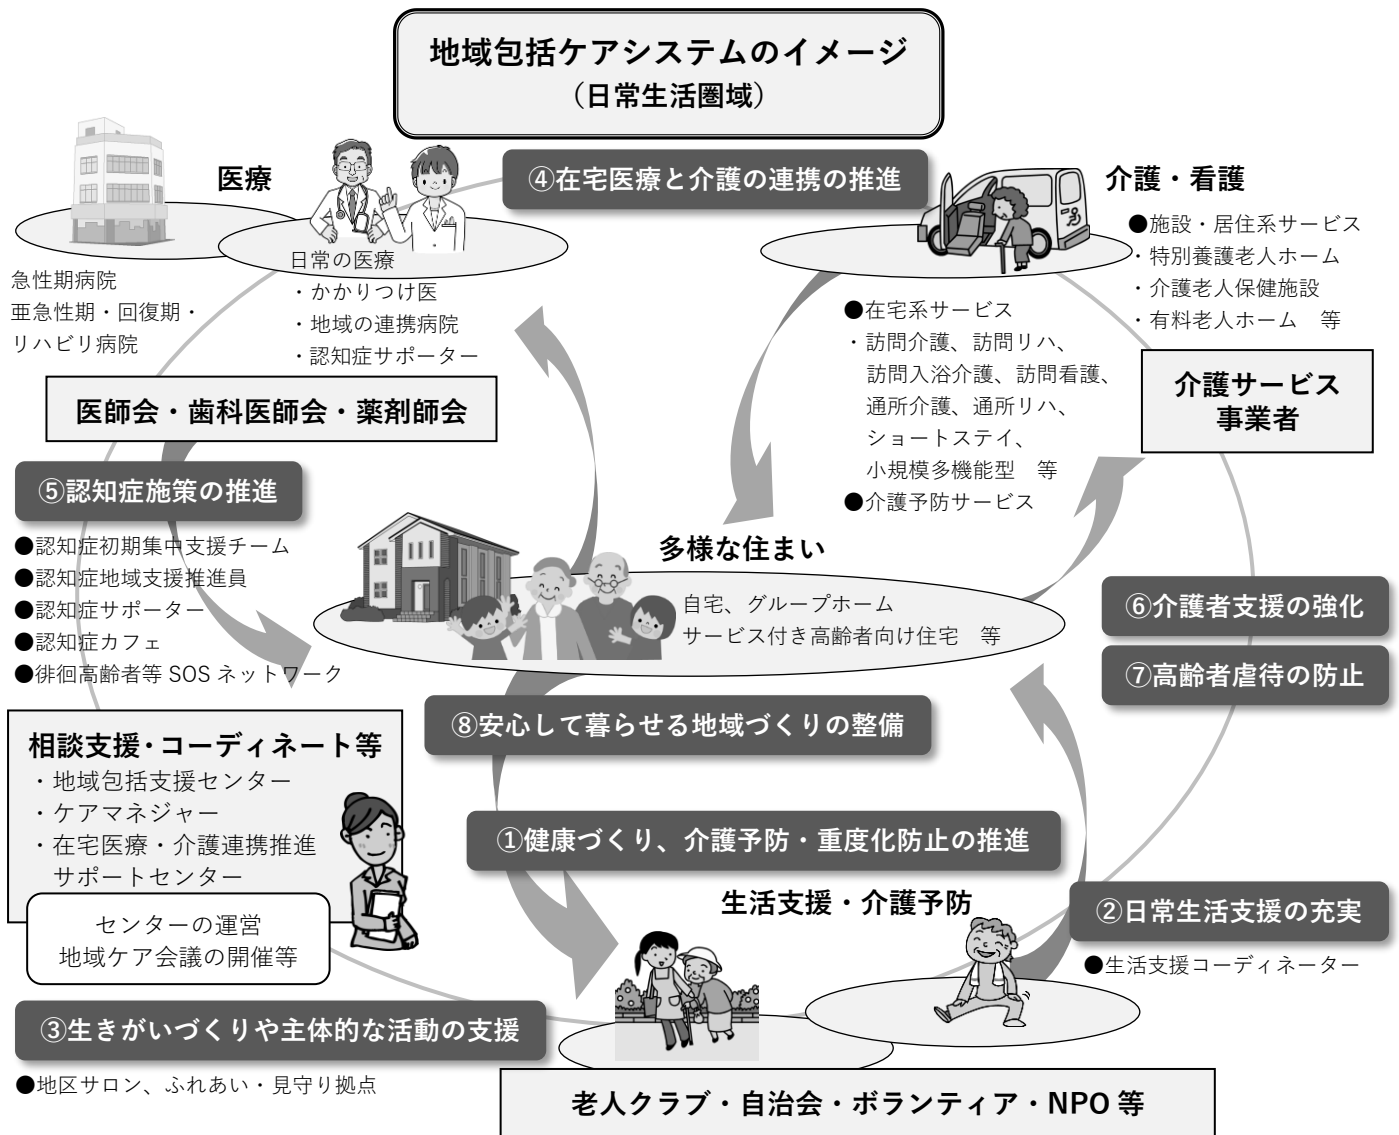 地域包括ケアシステムのイメージ
（日常生活圏域）
医療
④在宅医療と介護の連携の推進
介護・看護
●施設・居住系サービス
・特別養護老人ホーム
・介護老人保健施設
・有料老人ホーム　等
急性期病院
亜急性期・回復期・
リハビリ病院
日常の医療
・かかりつけ医
・地域の連携病院
・認知症サポーター
●在宅系サービス
・訪問介護、訪問リハ、
訪問入浴介護、訪問看護、
通所介護、通所リハ、
ショートステイ、
小規模多機能型　等
●介護予防サービス
医師会・歯科医師会・薬剤師会
介護サービス
事業者
⑤認知症施策の推進
●認知症初期集中支援チーム
●認知症地域支援推進員
●認知症サポーター
●認知症カフェ
●徘徊高齢者等 SOS ネットワーク
多様な住まい
自宅、グループホーム
サービス付き高齢者向け住宅　等
⑥介護者支援の強化
⑦高齢者虐待の防止
⑧安心して暮らせる地域づくりの整備
相談支援・コーディネート等
・地域包括支援センター
・ケアマネジャー
・在宅医療・介護連携推進
サポートセンター
センターの運営
地域ケア会議の開催等
①健康づくり、介護予防・重度化防止の推進
生活支援・介護予防
②日常生活支援の充実
●生活支援コーディネーター
③生きがいづくりや主体的な活動の支援
●地区サロン、ふれあい・見守り拠点
老人クラブ・自治会・ボランティア・NPO 等